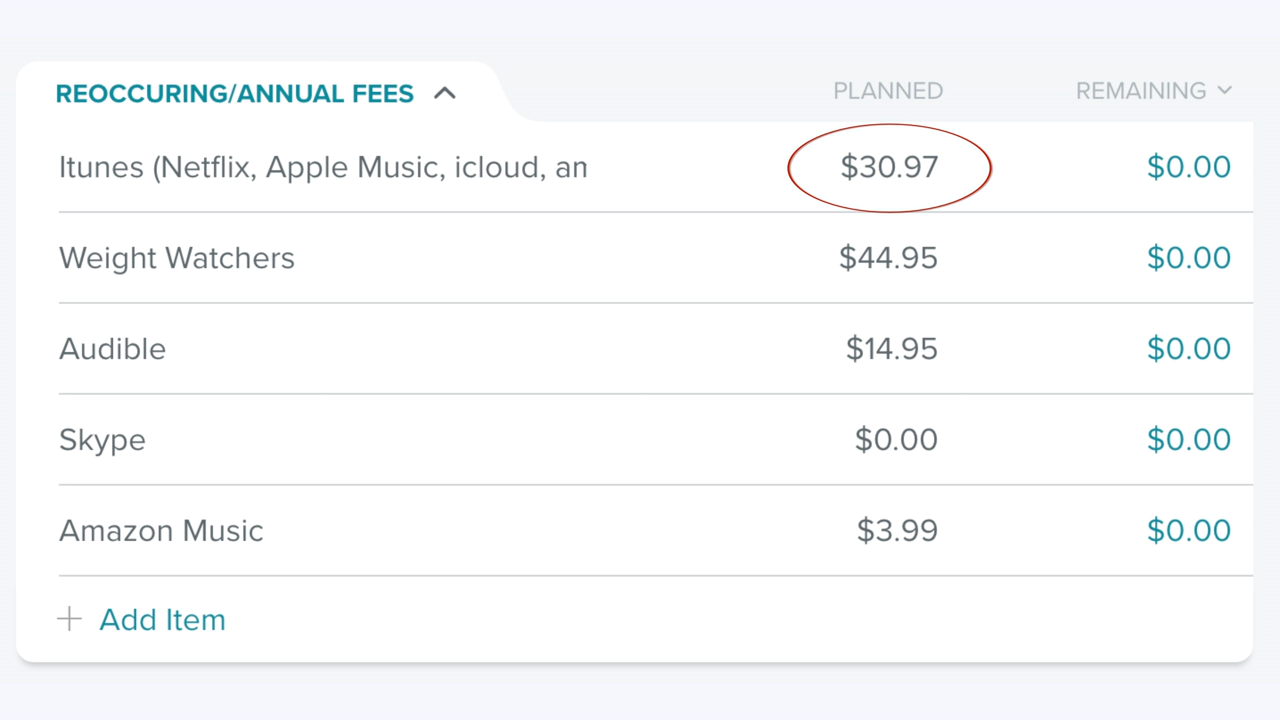 REOCCURING/ANNUAL FEES PLANNED REMAINING
Itunes (Netflix, Apple Music, icloud, an $30.97 $0.00
Weight Watchers $44.95 $0.00
Audible $14.95 $0.00
Skype $0.00 $0.00
Amazon Music $3.99 $0.00
+ Add Item